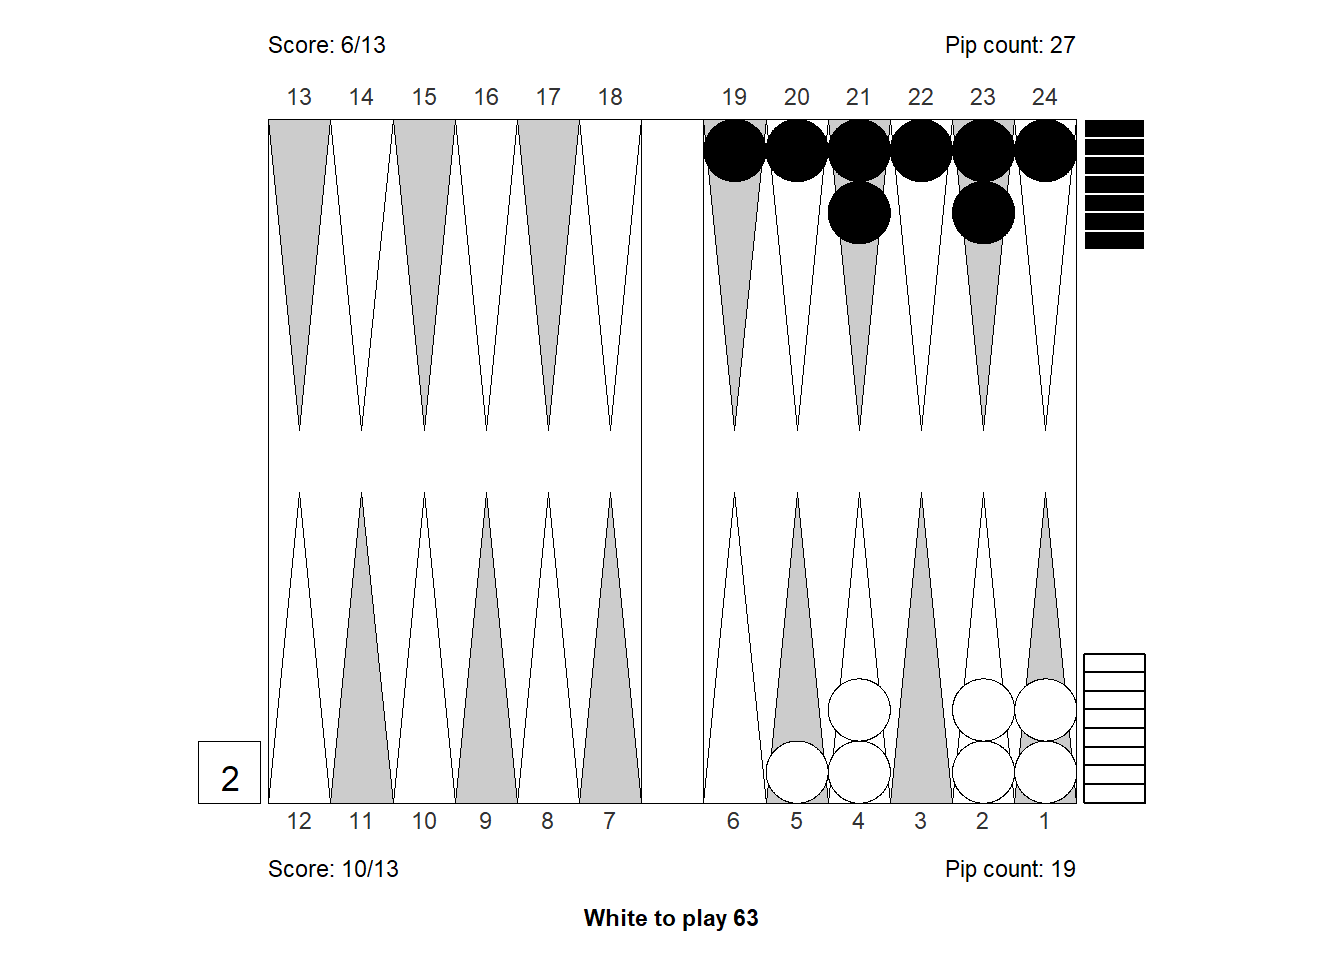 Score: 6/13 Pip count: 27
13 14 15 16 17 18 19 20 21 22 23 24
2
12 11 10 9 8 7 6 5 4 3 2 1
Score: 10/13 Pip count: 19
White to play 63